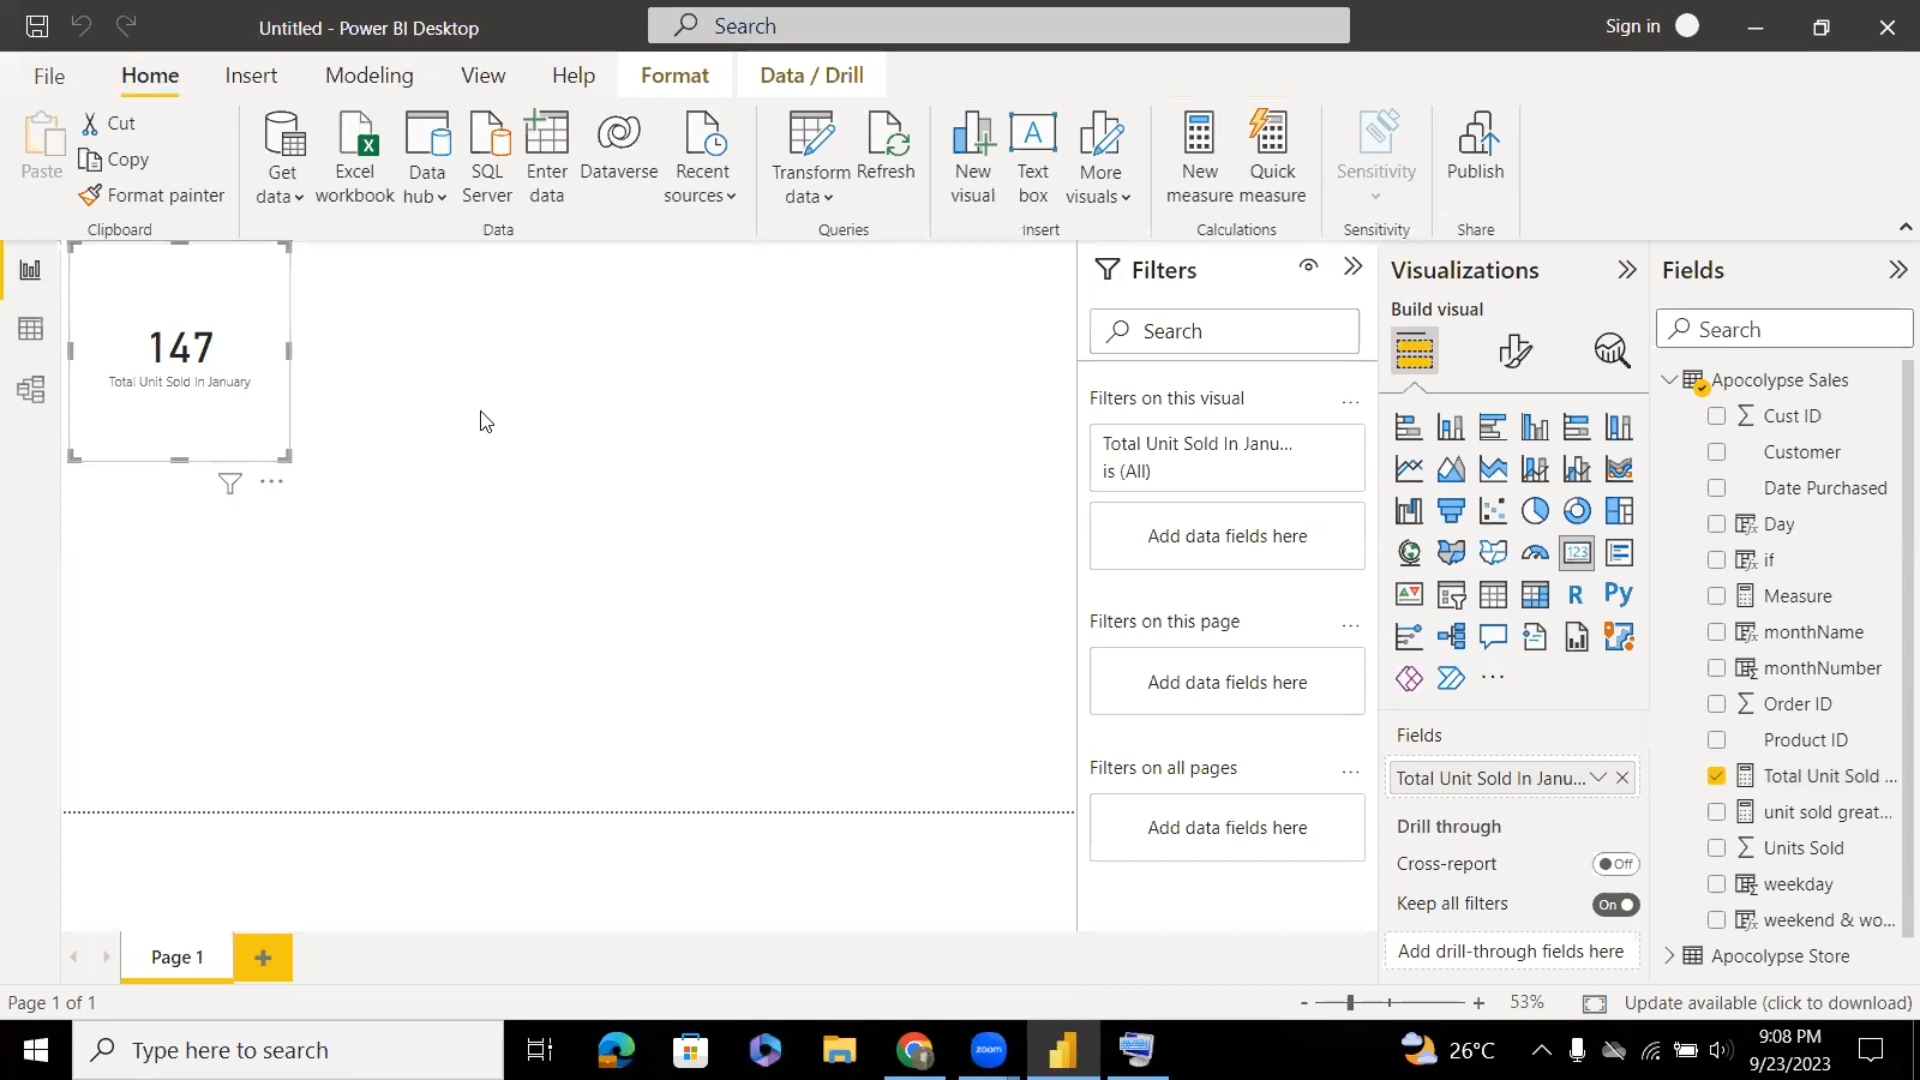 Untitled - Power BI Desktop
Search
Sign in
File
Home
Insert
Modeling
View
Help
Format
Data / Drill
Paste
Cut
Copy
Format painter
Clipboard
Get data
Excel workbook
Data hub
SQL Server
Enter data
Dataverse
Recent sources
Data
Transform data
Refresh
Queries
New visual
Text box
More visuals
Insert
New measure
Quick measure
Calculations
Sensitivity
Sensitivity
Publish
Share
147
Total Unit Sold In January
Filters
Search
Filters on this visual
...
Total Unit Sold In Janu...
is (All)
Add data fields here
Filters on this page
...
Add data fields here
Filters on all pages
...
Add data fields here
Visualizations
Build visual
123
R
Py
...
Fields
Total Unit Sold In Janu...
Drill through
Cross-report
Off
Keep all filters
On
Add drill-through fields here
Fields
Search
Apocolypse Sales
Cust ID
Customer
Date Purchased
Day
if
Measure
monthName
monthNumber
Order ID
Product ID
Total Unit Sold ...
unit sold great...
Units Sold
weekday
weekend & wo...
Apocolypse Store
Page 1
+
Page 1 of 1
- + 53%
Update available (click to download)
Type here to search
zoom
26°C
9:08 PM
9/23/2023